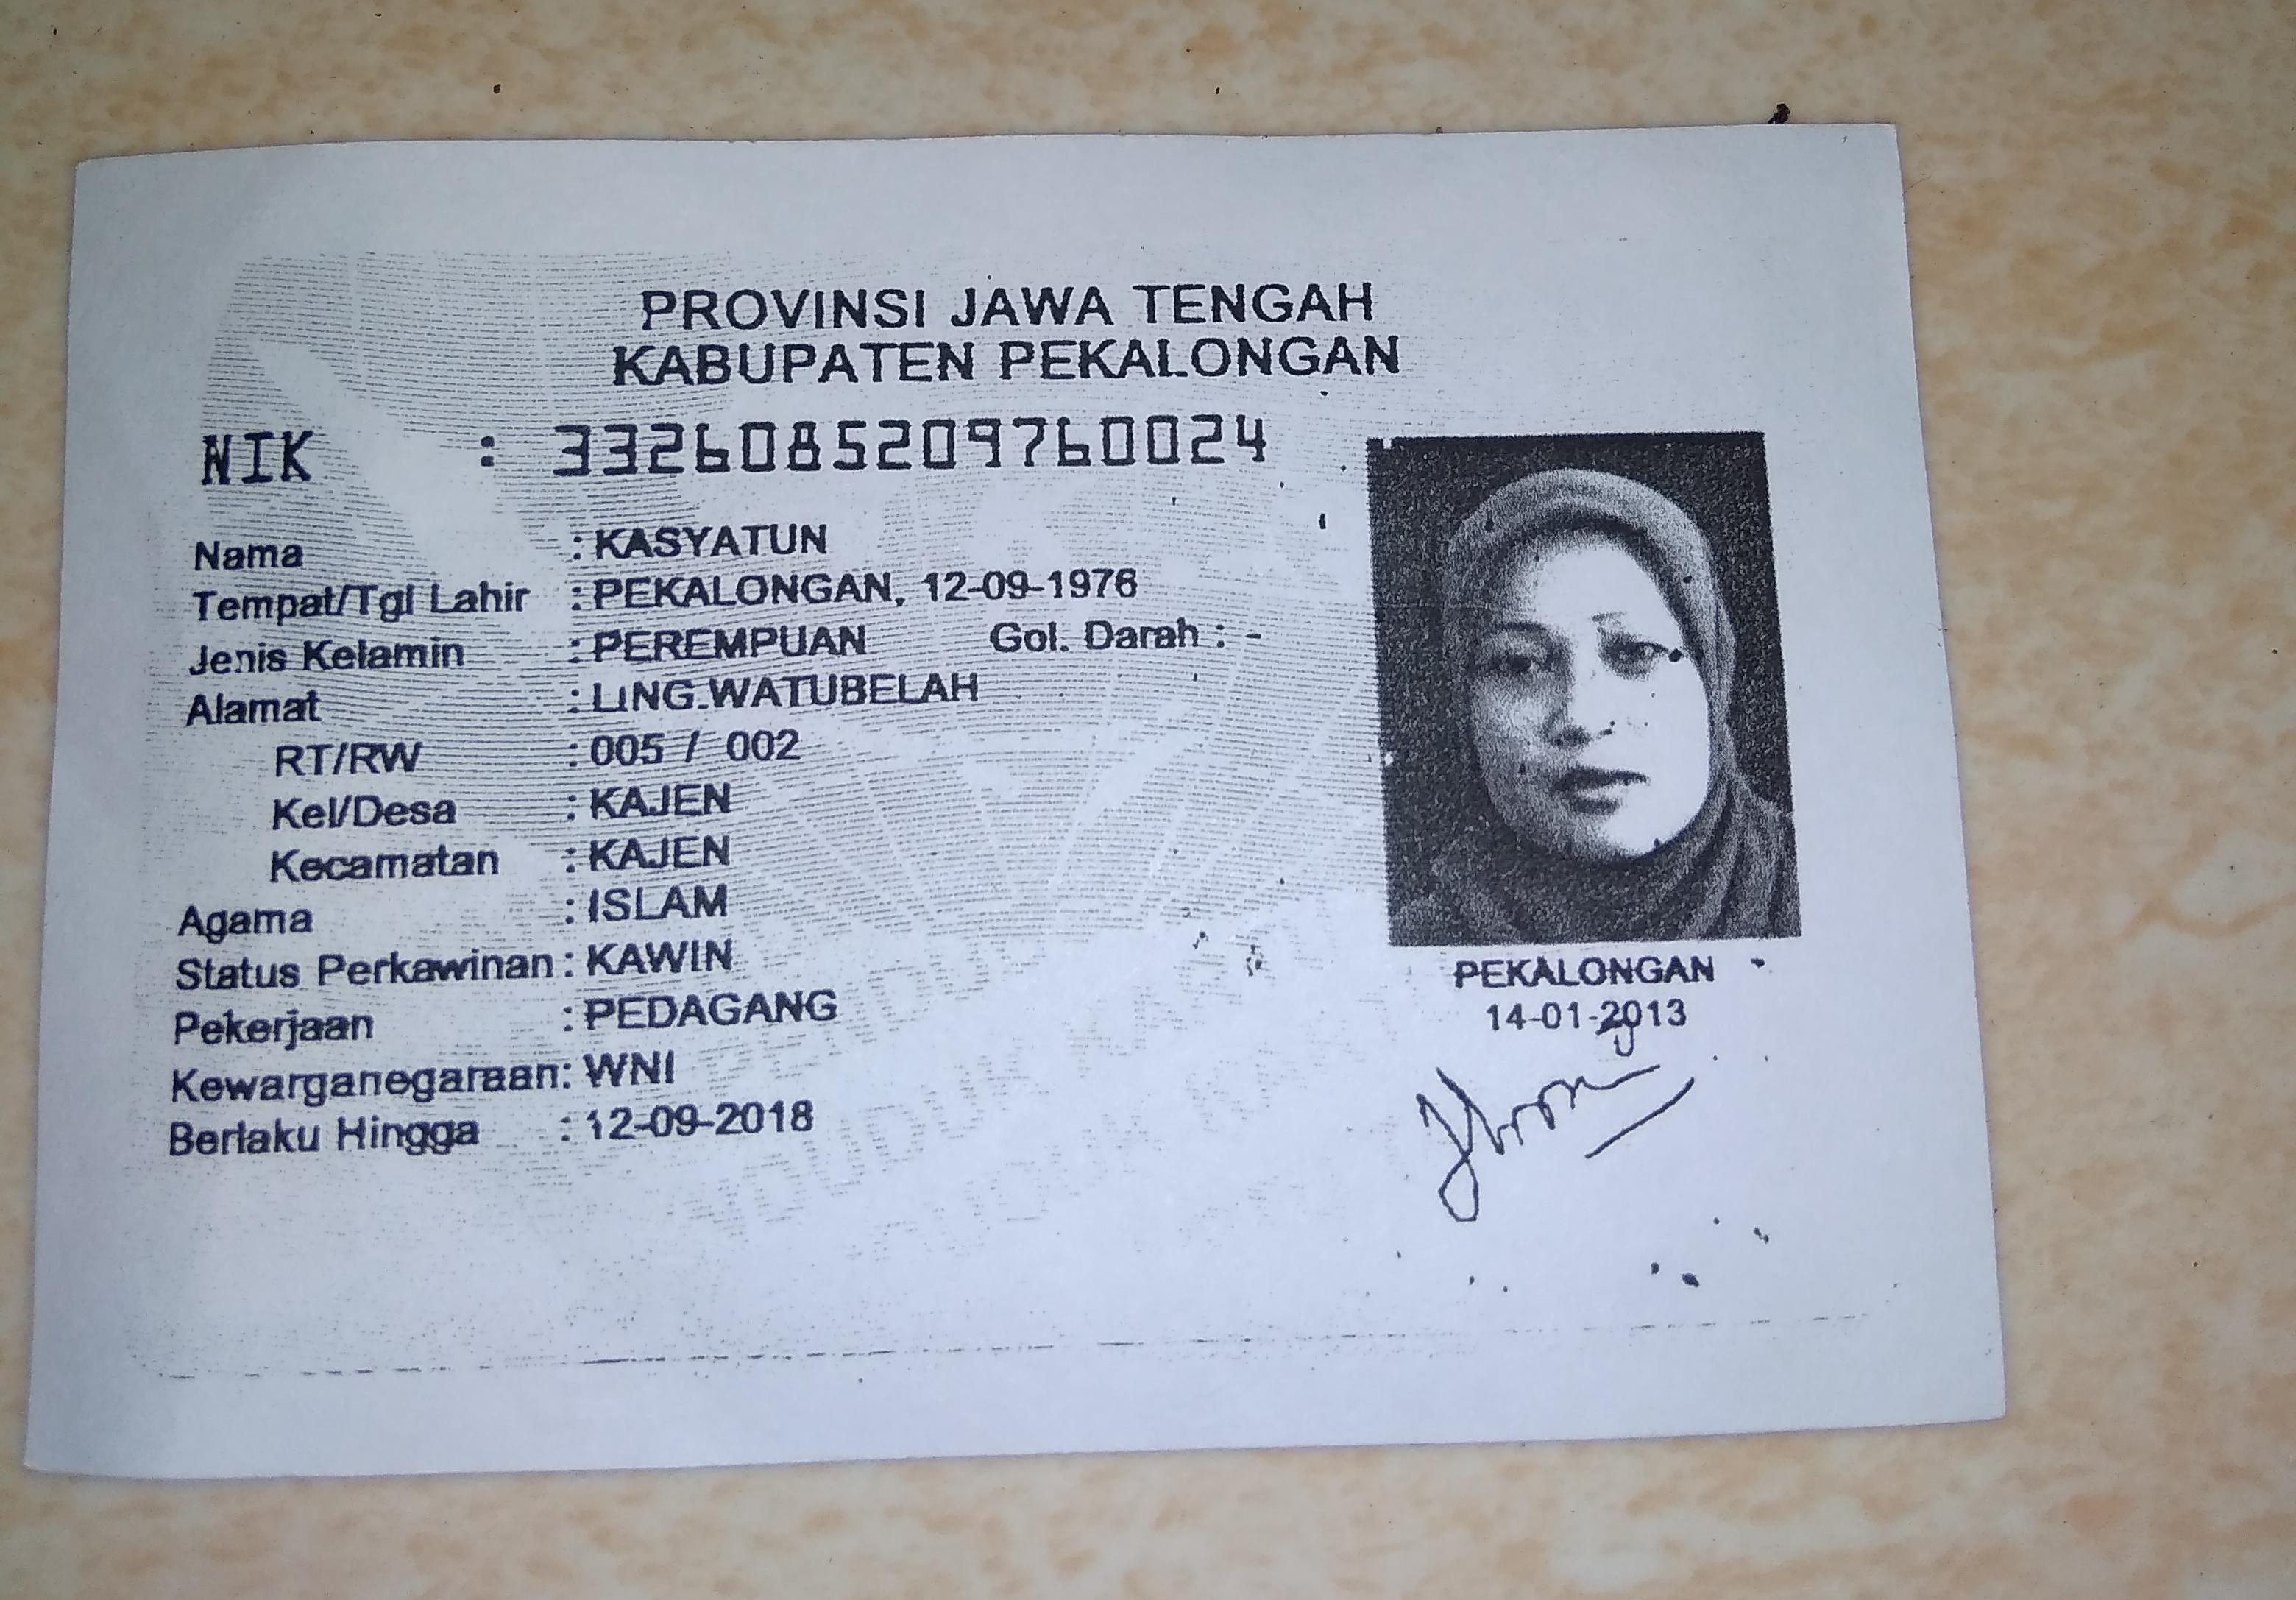 PROVINSI JAWA TENGAH
KABUPATEN PEKALONGAN
NIK : 3326085209760024
Nama : KASYATUN
Tempat/Tgl Lahir : PEKALONGAN, 12-09-1976
Jenis Kelamin : PEREMPUAN Gol. Darah : -
Alamat : LING.WATUBELAH
RT/RW : 005 / 002
Kel/Desa : KAJEN
Kecamatan : KAJEN
Agama : ISLAM
Status Perkawinan : KAWIN
Pekerjaan : PEDAGANG
Kewarganegaraan: WNI
Berlaku Hingga : 12-09-2018
PEKALONGAN
14-01-2013